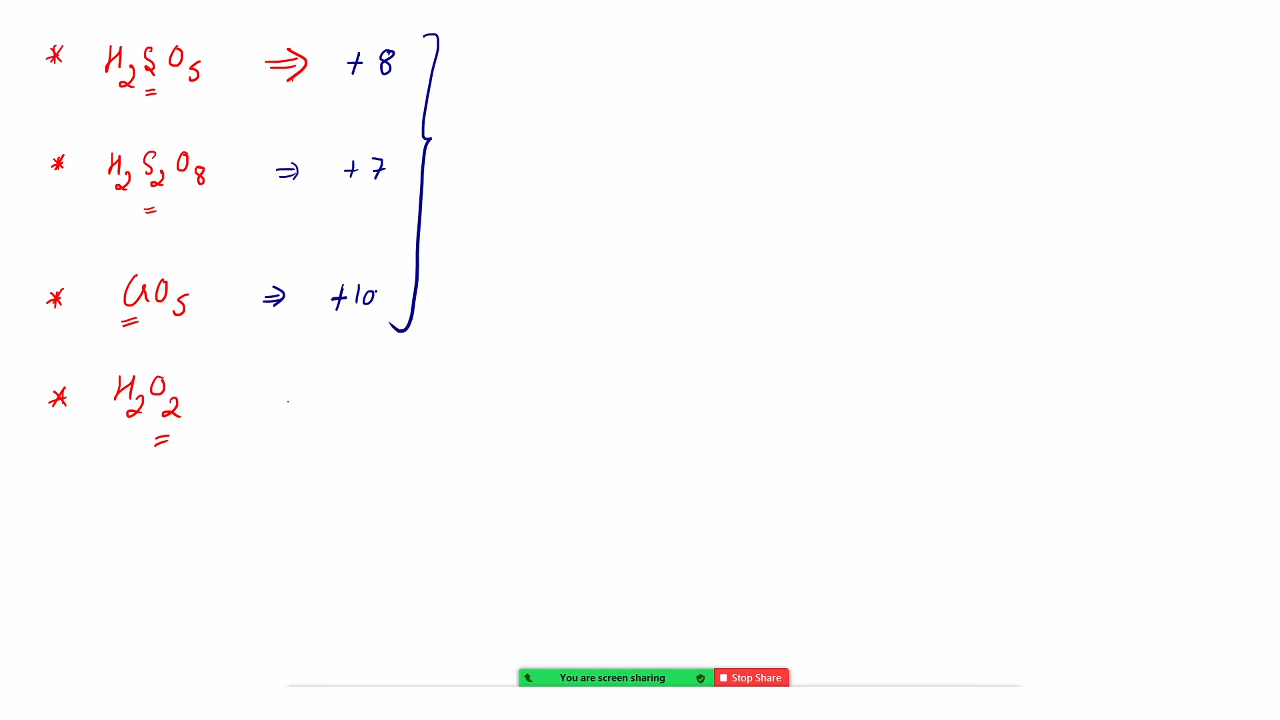 * H₂SO₅ ⇒ + 8
* H₂S₂O₈ ⇒ + 7
* CrO₅ ⇒ +10
* H₂O₂
You are screen sharing Stop Share